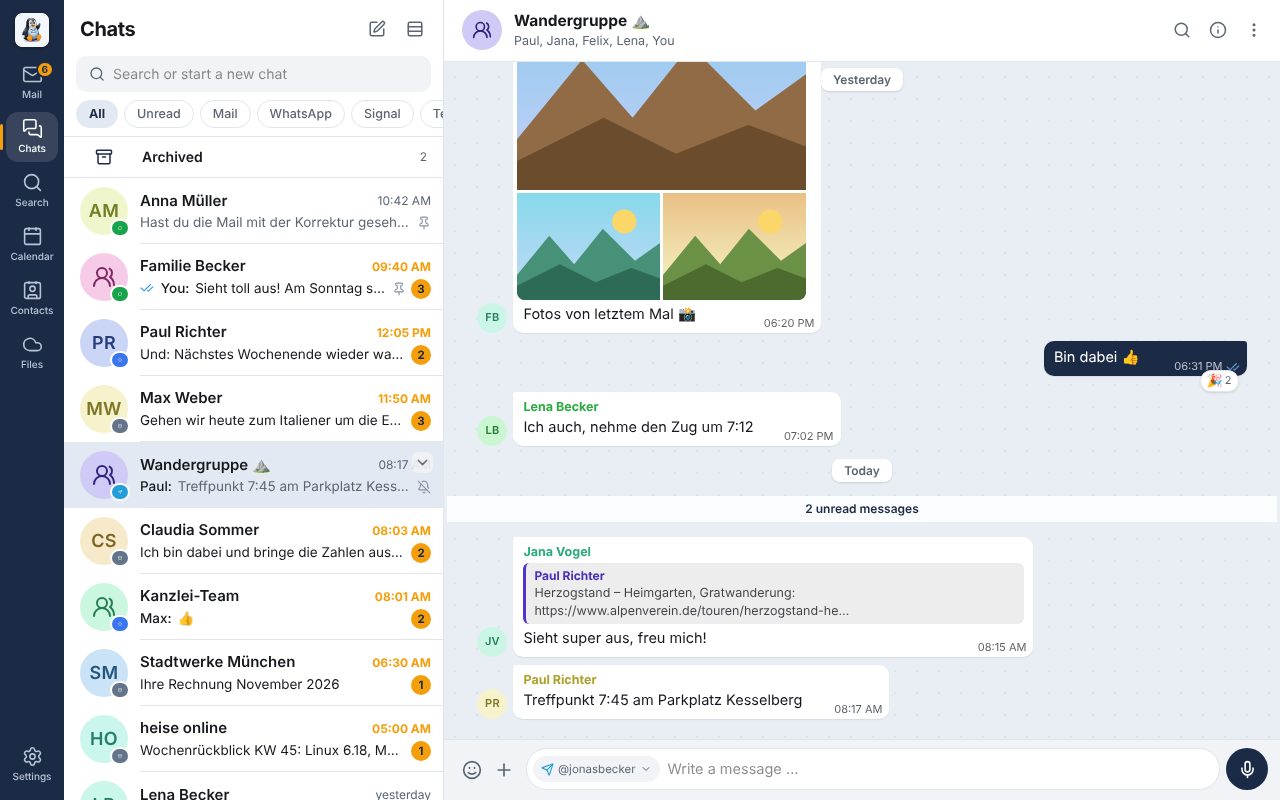 6
Mail
Chats
Search
Calendar
Contacts
Files
Settings
Chats
Search or start a new chat
All
Unread
Mail
WhatsApp
Signal
Archived
2
AM
Anna Müller
10:42 AM
Hast du die Mail mit der Korrektur geseh...
Familie Becker
09:40 AM
You: Sieht toll aus! Am Sonntag s...
3
PR
Paul Richter
12:05 PM
Und: Nächstes Wochenende wieder wa...
2
MW
Max Weber
11:50 AM
Gehen wir heute zum Italiener um die E...
3
Wandergruppe ⛰️
08:17
Paul: Treffpunkt 7:45 am Parkplatz Kess...
CS
Claudia Sommer
08:03 AM
Ich bin dabei und bringe die Zahlen aus...
2
Kanzlei-Team
08:01 AM
Max: 👍
2
SM
Stadtwerke München
06:30 AM
Ihre Rechnung November 2026
1
HO
heise online
05:00 AM
Wochenrückblick KW 45: Linux 6.18, M...
1
Lena Becker
yesterday
Wandergruppe ⛰️
Paul, Jana, Felix, Lena, You
Yesterday
FB
Fotos von letztem Mal 📸
06:20 PM
Bin dabei 👍
06:31 PM
🎉 2
LB
Lena Becker
Ich auch, nehme den Zug um 7:12
07:02 PM
Today
2 unread messages
Jana Vogel
Paul Richter
Herzogstand – Heimgarten, Gratwanderung:
https://www.alpenverein.de/touren/herzogstand-he...
JV
Sieht super aus, freu mich!
08:15 AM
Paul Richter
PR
Treffpunkt 7:45 am Parkplatz Kesselberg
08:17 AM
@jonasbecker
Write a message ...